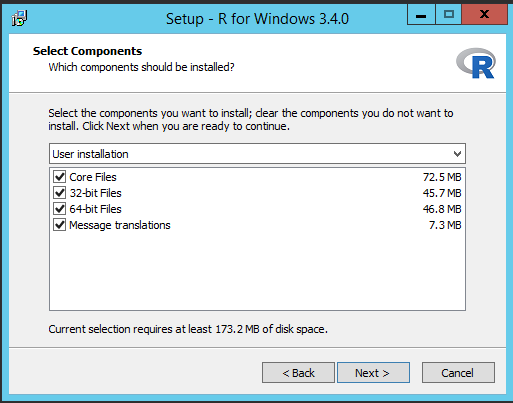 Setup - R for Windows 3.4.0
Select Components
Which components should be installed?
R
Select the components you want to install; clear the components you do not want to
install. Click Next when you are ready to continue.
User installation
Core Files 72.5 MB
32-bit Files 45.7 MB
64-bit Files 46.8 MB
Message translations 7.3 MB
Current selection requires at least 173.2 MB of disk space.
< Back Next > Cancel